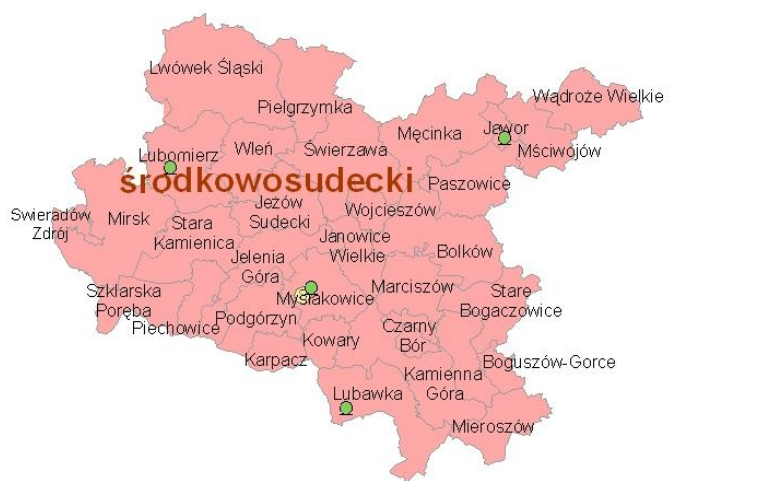 Lwówek Śląski
Pielgrzymka
Wądroże Wielkie
Męcinka
Jawor
Mściwojów
Lubomierz
Wleń
Świerzawa
środkowosudecki
Paszowice
Swieradów
Zdrój
Mirsk
Stara
Kamienica
Jeżów
Sudecki
Wojcieszów
Janowice
Wielkie
Bolków
Jelenia
Góra
Szklarska
Poręba
Piechowice
Podgórzyn
Mysłakowice
Marciszów
Stare
Bogaczowice
Karpacz
Kowary
Czarny
Bór
Boguszów-Gorce
Kamienna
Góra
Lubawka
Mieroszów